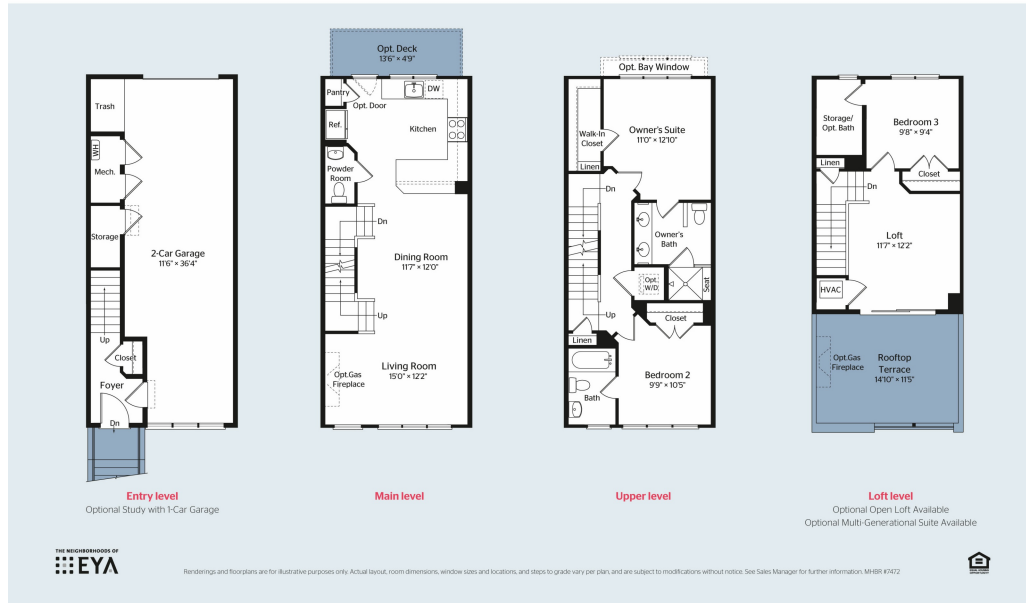 Trash
WH
Mech.
Storage
2-Car Garage
11'6" × 36'4"
Up
Closet
Foyer
Dn
Entry level
Optional Study with 1-Car Garage
Opt. Deck
13'6" × 4'9"
Pantry
Opt. Door
DW
Ref.
Kitchen
Powder
Room
Dn
Dining Room
11'7" × 12'0"
Up
Living Room
15'0" × 12'2"
Opt.Gas
Fireplace
Main level
Opt. Bay Window
Owner's Suite
11'0" × 12'10"
Walk-In
Closet
Linen
Dn
Owner's
Bath
Opt.
W/D
Seat
Up
Closet
Linen
Bedroom 2
9'9" × 10'5"
Bath
Upper level
Storage/
Opt. Bath
Bedroom 3
9'8" × 9'4"
Linen
Closet
Dn
Loft
11'7" × 12'2"
HVAC
Opt.Gas
Fireplace
Rooftop
Terrace
14'10" × 11'5"
Loft level
Optional Open Loft Available
Optional Multi-Generational Suite Available
THE NEIGHBORHOODS OF
EYA
Renderings and floorplans are for illustrative purposes only. Actual layout, room dimensions, window sizes and locations, and steps to grade vary per plan, and are subject to modifications without notice. See Sales Manager for further information. MHBR #7472